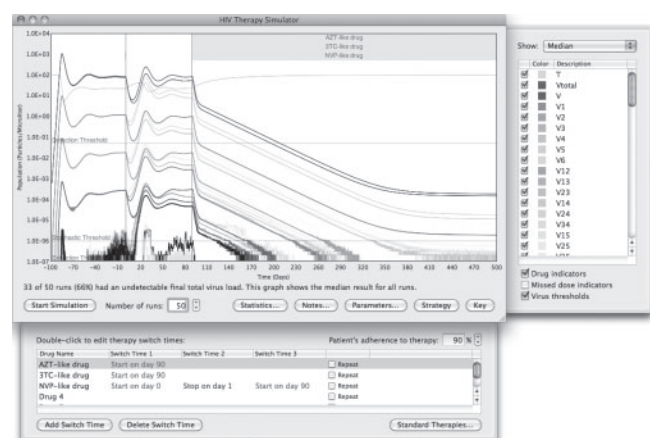 HIV Therapy Simulator
1.0E+04
1.0E+03
1.0E+02
1.0E+01
1.0E+00
1.0E-01
1.0E-02
1.0E-03
1.0E-04
1.0E-05
1.0E-06
1.0E-07
Population (Particles/Microliter)
AZT-like drug
3TC-like drug
NVP-like drug
Detection Threshold
Stochastic Threshold
-100 -70 -40 -10 20 50 80 110 140 170 200 230 260 290 320 350 380 410 440 470 500
Time (Days)
33 of 50 runs (66%) had an undetectable final total virus load. This graph shows the median result for all runs.
Start Simulation Number of runs: 50 Statistics... Notes... Parameters... Strategy Key
Show: Median
Color Description
T
Vtotal
V
V1
V2
V3
V4
V5
V6
V12
V13
V23
V14
V24
V34
V15
V25
Drug indicators
Missed dose indicators
Virus thresholds
Double-click to edit therapy switch times: Patient's adherence to therapy: 90 %
Drug Name Switch Time 1 Switch Time 2 Switch Time 3
AZT-like drug Start on day 90 Repeat
3TC-like drug Start on day 90 Repeat
NVP-like drug Start on day 0 Stop on day 1 Start on day 90 Repeat
Drug 4 Repeat
Add Switch Time Delete Switch Time Standard Therapies...